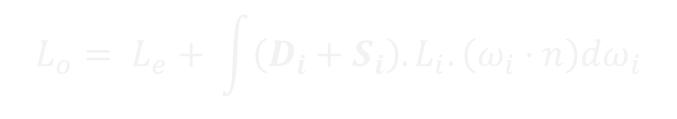 L_o = L_e + ∫(D_i + S_i).L_i.(ω_i · n)dω_i